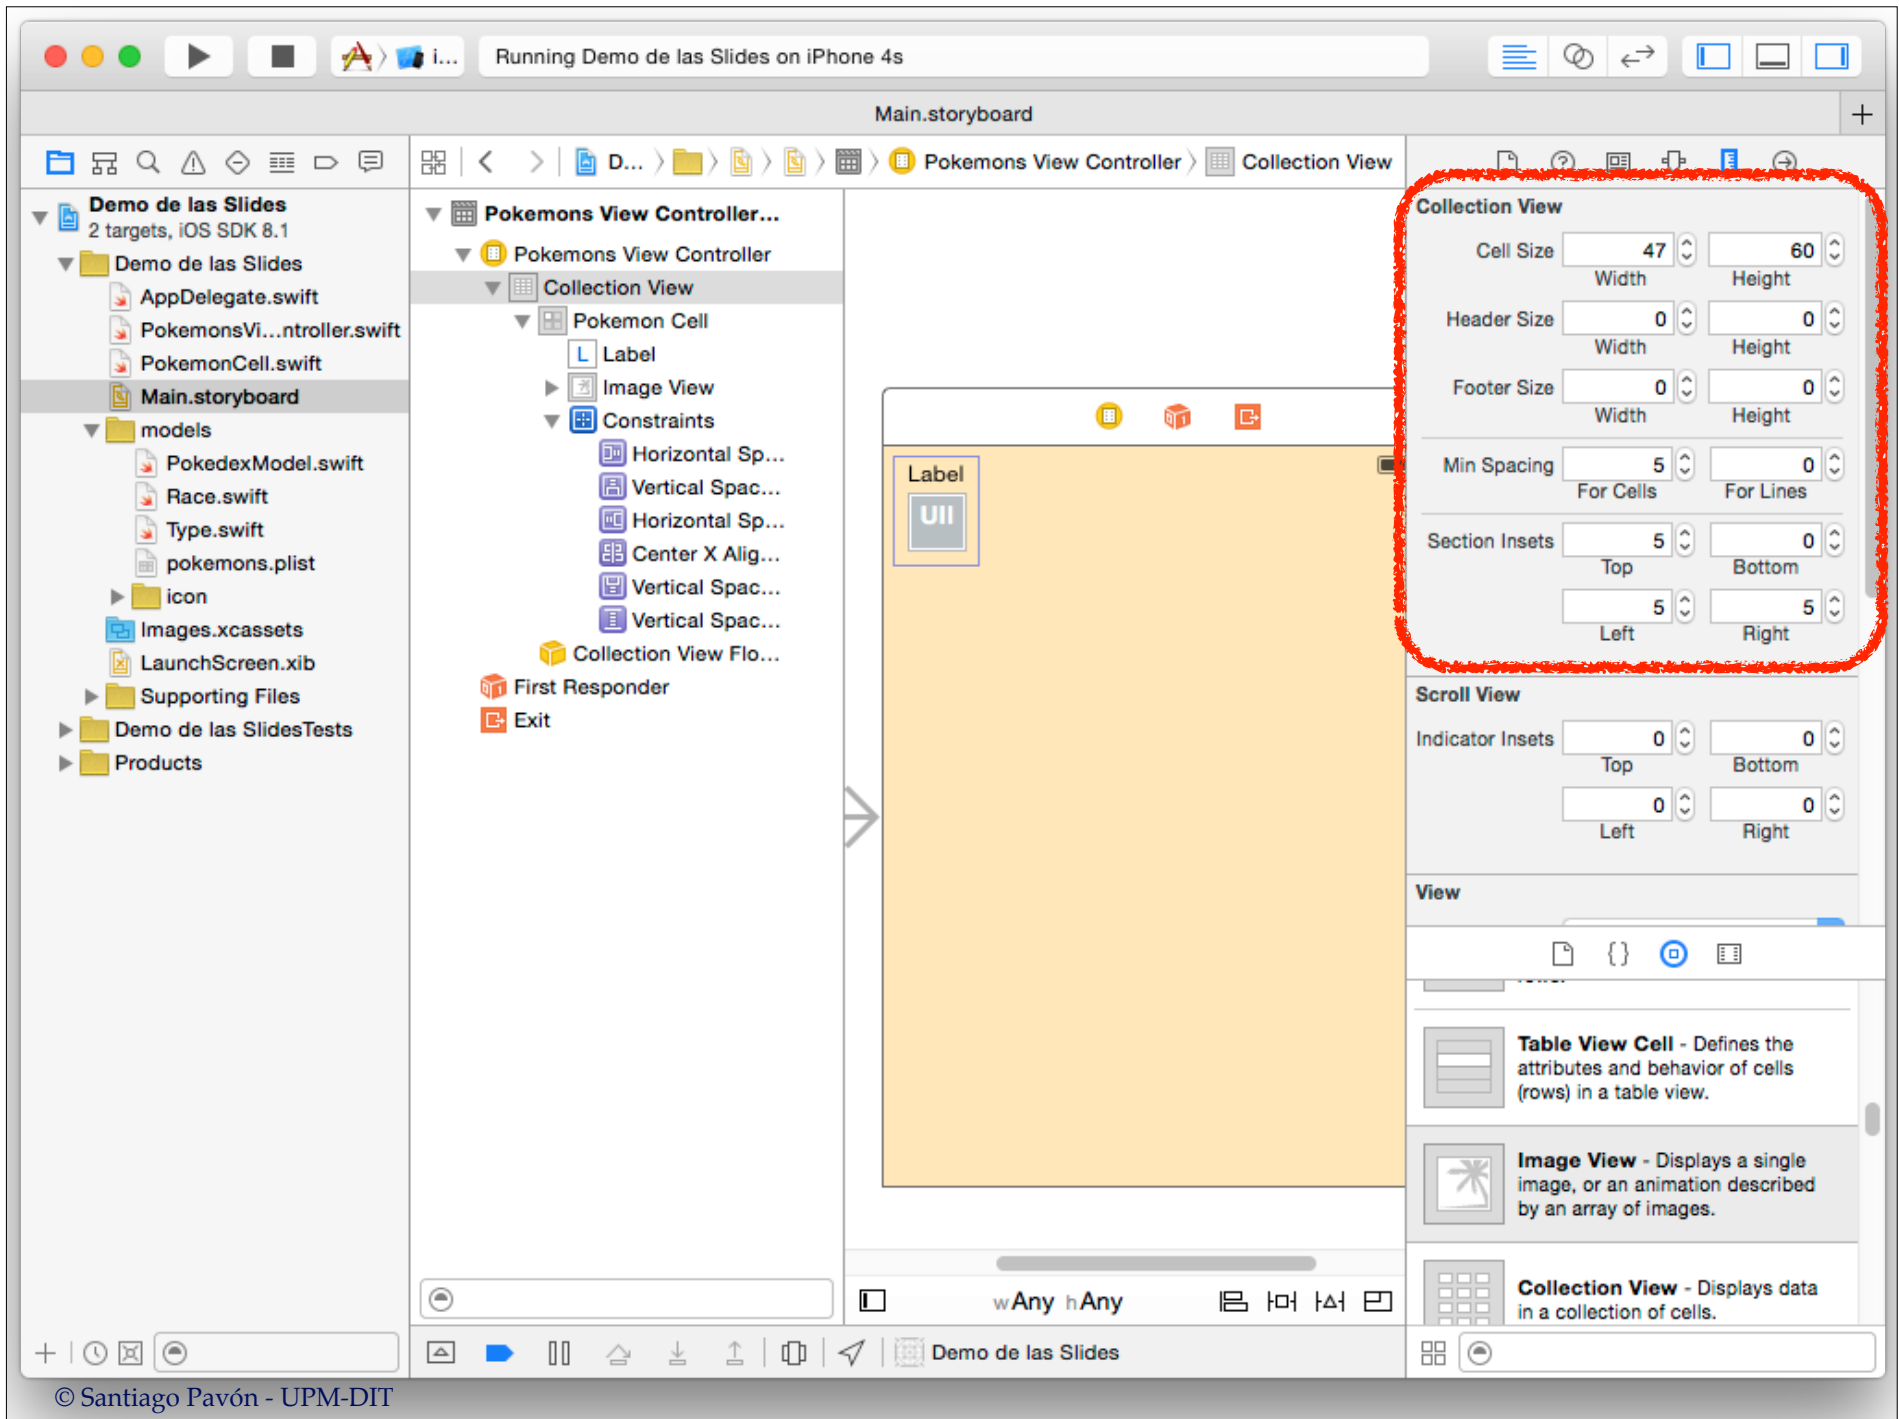 i...
Running Demo de las Slides on iPhone 4s
Main.storyboard
D...
Pokemons View Controller
Collection View
Demo de las Slides
2 targets, iOS SDK 8.1
Demo de las Slides
AppDelegate.swift
PokemonsVi...ntroller.swift
PokemonCell.swift
Main.storyboard
models
PokedexModel.swift
Race.swift
Type.swift
pokemons.plist
icon
Images.xcassets
LaunchScreen.xib
Supporting Files
Demo de las SlidesTests
Products
Pokemons View Controller...
Pokemons View Controller
Collection View
Pokemon Cell
L Label
Image View
Constraints
Horizontal Sp...
Vertical Spac...
Horizontal Sp...
Center X Alig...
Vertical Spac...
Vertical Spac...
Collection View Flo...
First Responder
Exit
Label
UII
wAny hAny
Demo de las Slides
Collection View
Cell Size 47 60
Width Height
Header Size 0 0
Width Height
Footer Size 0 0
Width Height
Min Spacing 5 0
For Cells For Lines
Section Insets 5 0
Top Bottom
5 5
Left Right
Scroll View
Indicator Insets 0 0
Top Bottom
0 0
Left Right
View
{}
Table View Cell - Defines the
attributes and behavior of cells
(rows) in a table view.
Image View - Displays a single
image, or an animation described
by an array of images.
Collection View - Displays data
in a collection of cells.
© Santiago Pavón - UPM-DIT